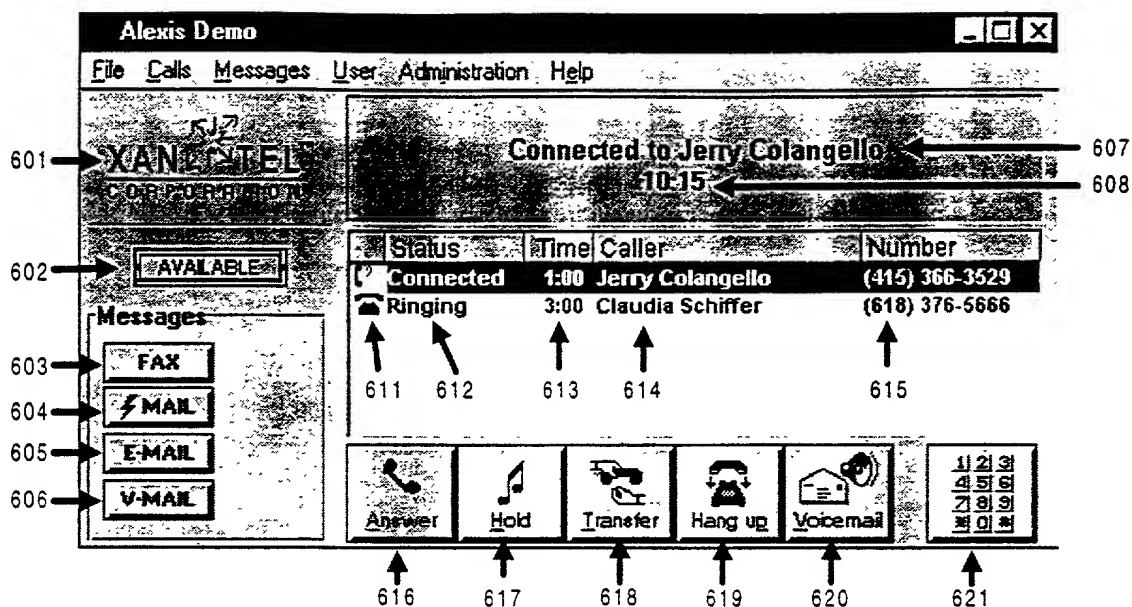 Alexis Demo
File Calls Messages User Administration Help
601
XANCOTEL
CORPORATION
Connected to Jerry Colangello
607
10:15
608
602
AVAILABLE
Status Time Caller Number
Connected 1:00 Jerry Colangello (415) 366-3529
Ringing 3:00 Claudia Schiffer (618) 376-5666
Messages
603
FAX
604
MAIL
605
E-MAIL
606
V-MAIL
611 612 613 614 615
Answer Hold Transfer Hang up Voicemail
1 2 3
4 5 6
7 8 9
* 0 #
616 617 618 619 620 621